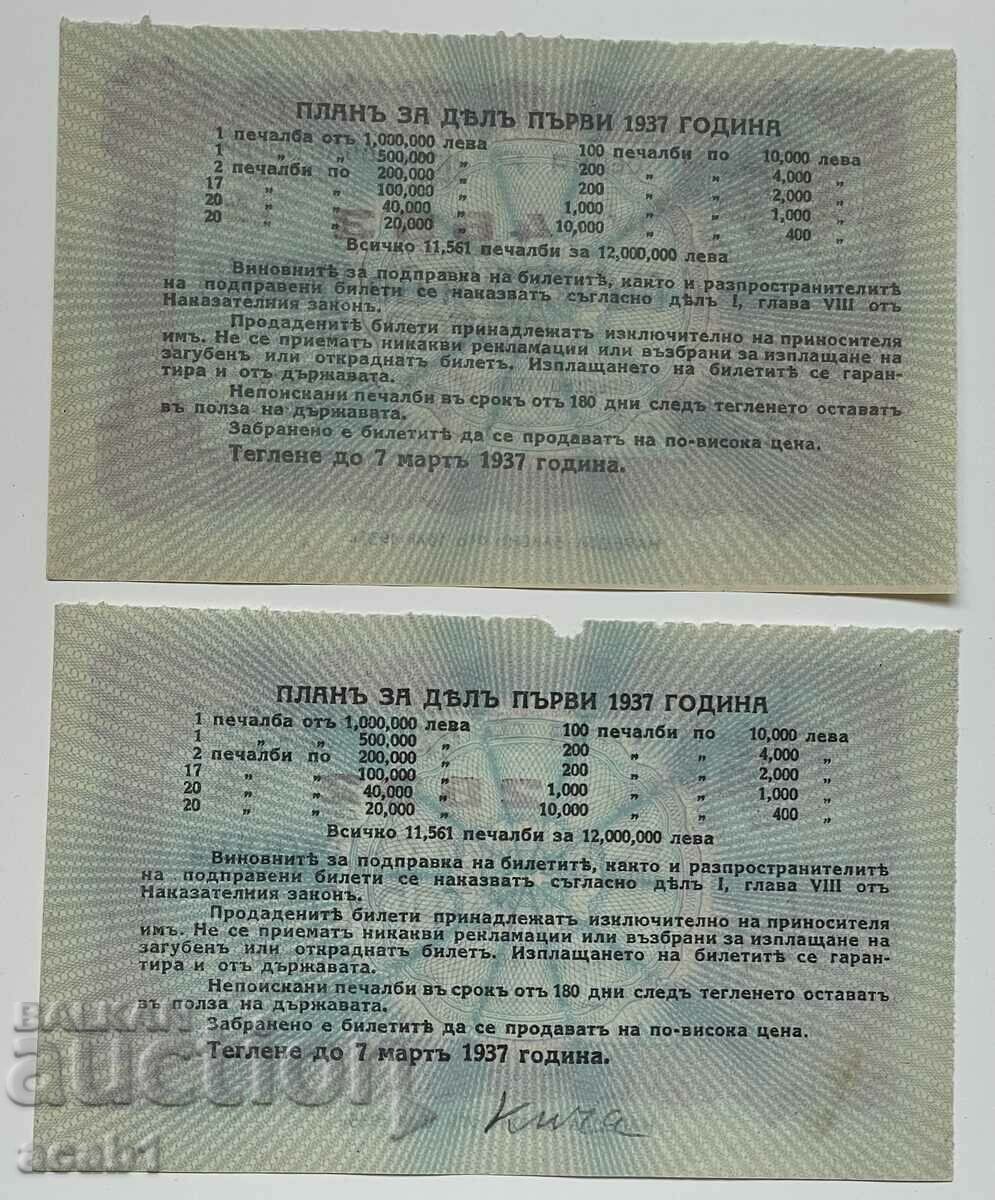 ПЛАНЪ ЗА ДѢЛЪ ПЪРВИ 1937 ГОДИНА
1 печалба отъ 1,000,000 лева 100 печалби по 10,000 лева
1 „ „ 500,000 „ 200 „ „ 4,000 „
2 печалби по 200,000 „ 200 „ „ 2,000 „
17 „ „ 100,000 „ 1,000 „ „ 1,000 „
20 „ „ 40,000 „ 10,000 „ „ 400 „
20 „ „ 20,000 „
Всичко 11,561 печалби за 12,000,000 лева
Виновнитѣ за подправка на билетитѣ, както и разпространителитѣ
на подправени билети се наказватъ съгласно дѣлъ I, глава VIII отъ
Наказателния законъ.
Продаденитѣ билети принадлежатъ изключително на приносителя
имъ. Не се приематъ никакви рекламации или възбрани за изплащане на
загубенъ или откраднатъ билетъ. Изплащането на билетитѣ се гаран-
тира и отъ държавата.
Непоискани печалби въ срокъ отъ 180 дни следъ тегленето оставатъ
въ полза на държавата.
Забранено е билетитѣ да се продаватъ на по-висока цена.
Теглене до 7 мартъ 1937 година.
ПЛАНЪ ЗА ДѢЛЪ ПЪРВИ 1937 ГОДИНА
1 печалба отъ 1,000,000 лева 100 печалби по 10,000 лева
1 „ „ 500,000 „ 200 „ „ 4,000 „
2 печалби по 200,000 „ 200 „ „ 2,000 „
17 „ „ 100,000 „ 1,000 „ „ 1,000 „
20 „ „ 40,000 „ 10,000 „ „ 400 „
20 „ „ 20,000 „
Всичко 11,561 печалби за 12,000,000 лева
Виновнитѣ за подправка на билетитѣ, както и разпространителитѣ
на подправени билети се наказватъ съгласно дѣлъ I, глава VIII отъ
Наказателния законъ.
Продаденитѣ билети принадлежатъ изключително на приносителя
имъ. Не се приематъ никакви рекламации или възбрани за изплащане на
загубенъ или откраднатъ билетъ. Изплащането на билетитѣ се гаран-
тира и отъ държавата.
Непоискани печалби въ срокъ отъ 180 дни следъ тегленето оставатъ
въ полза на държавата.
Забранено е билетитѣ да се продаватъ на по-висока цена.
Теглене до 7 мартъ 1937 година.
Кича
BALKAN
auction
acab1